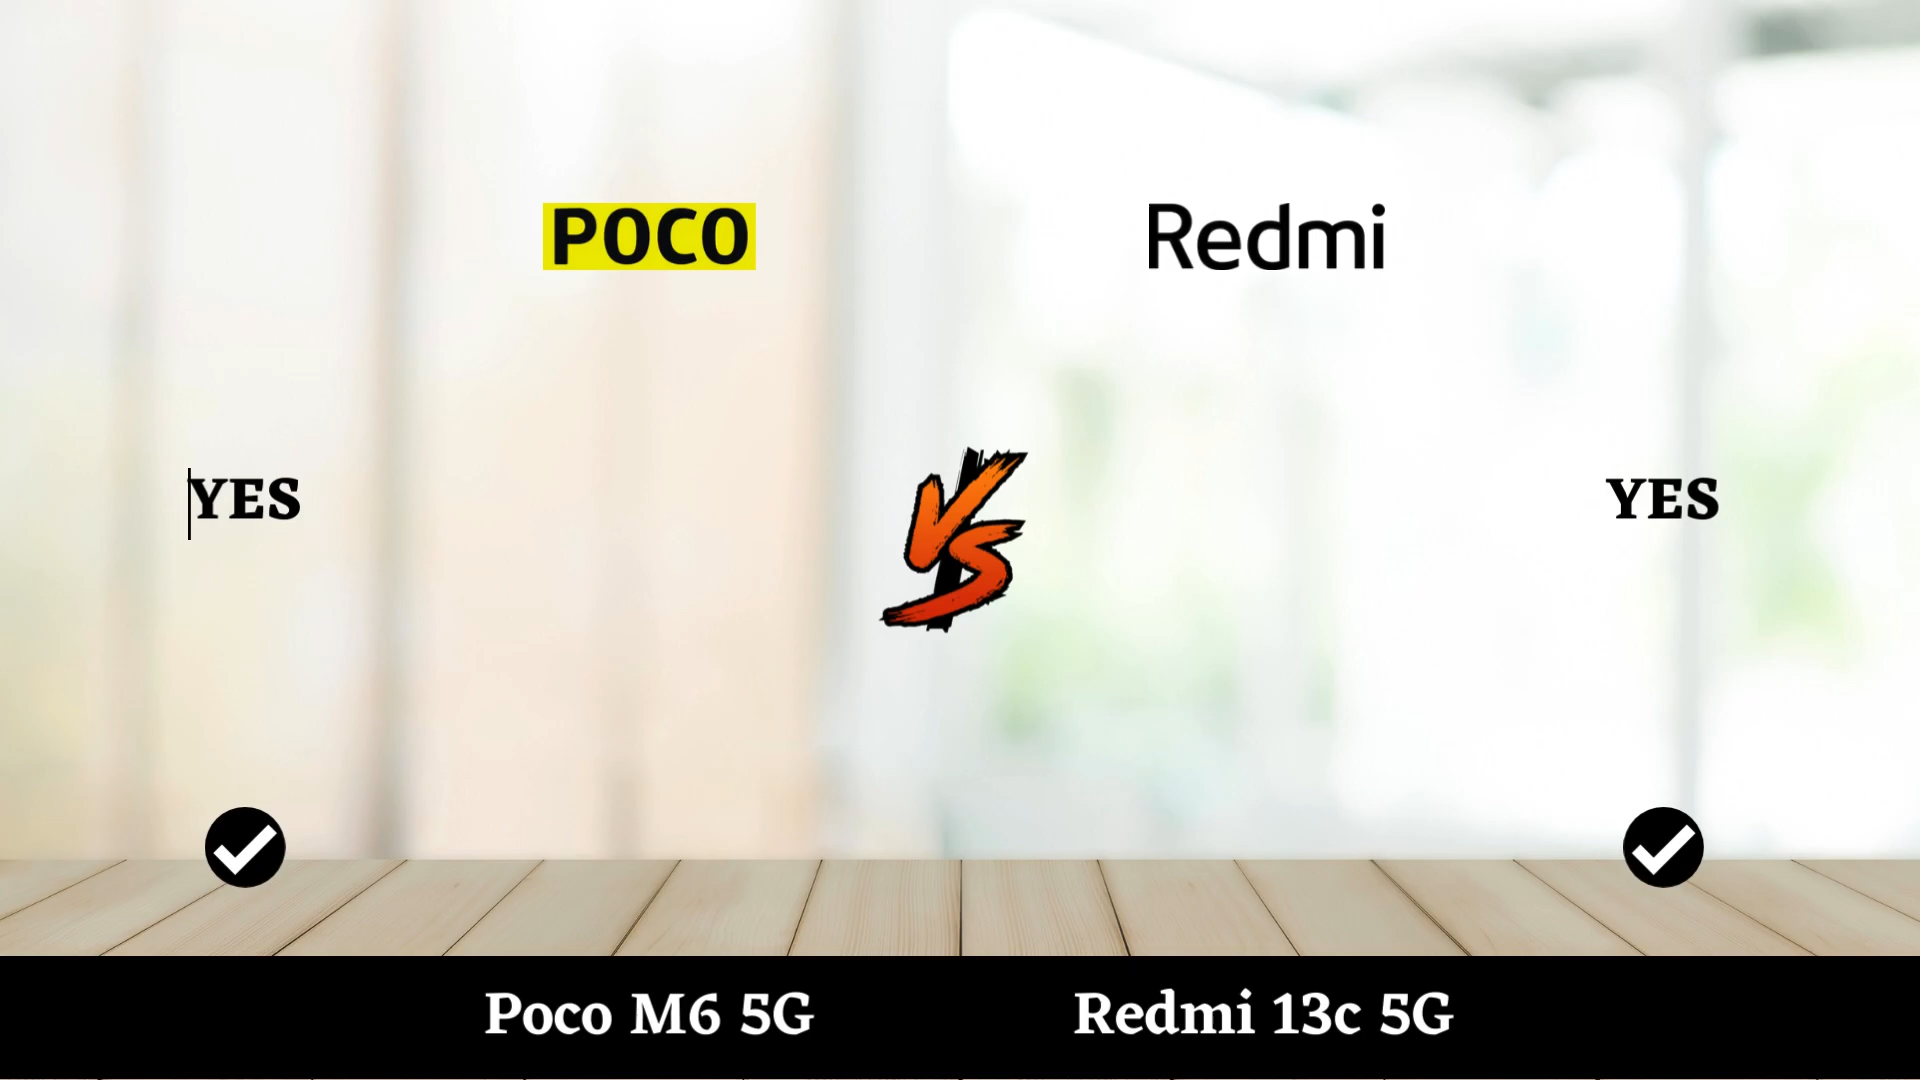 POCO
Redmi
YES
VS
YES
Poco M6 5G
Redmi 13c 5G